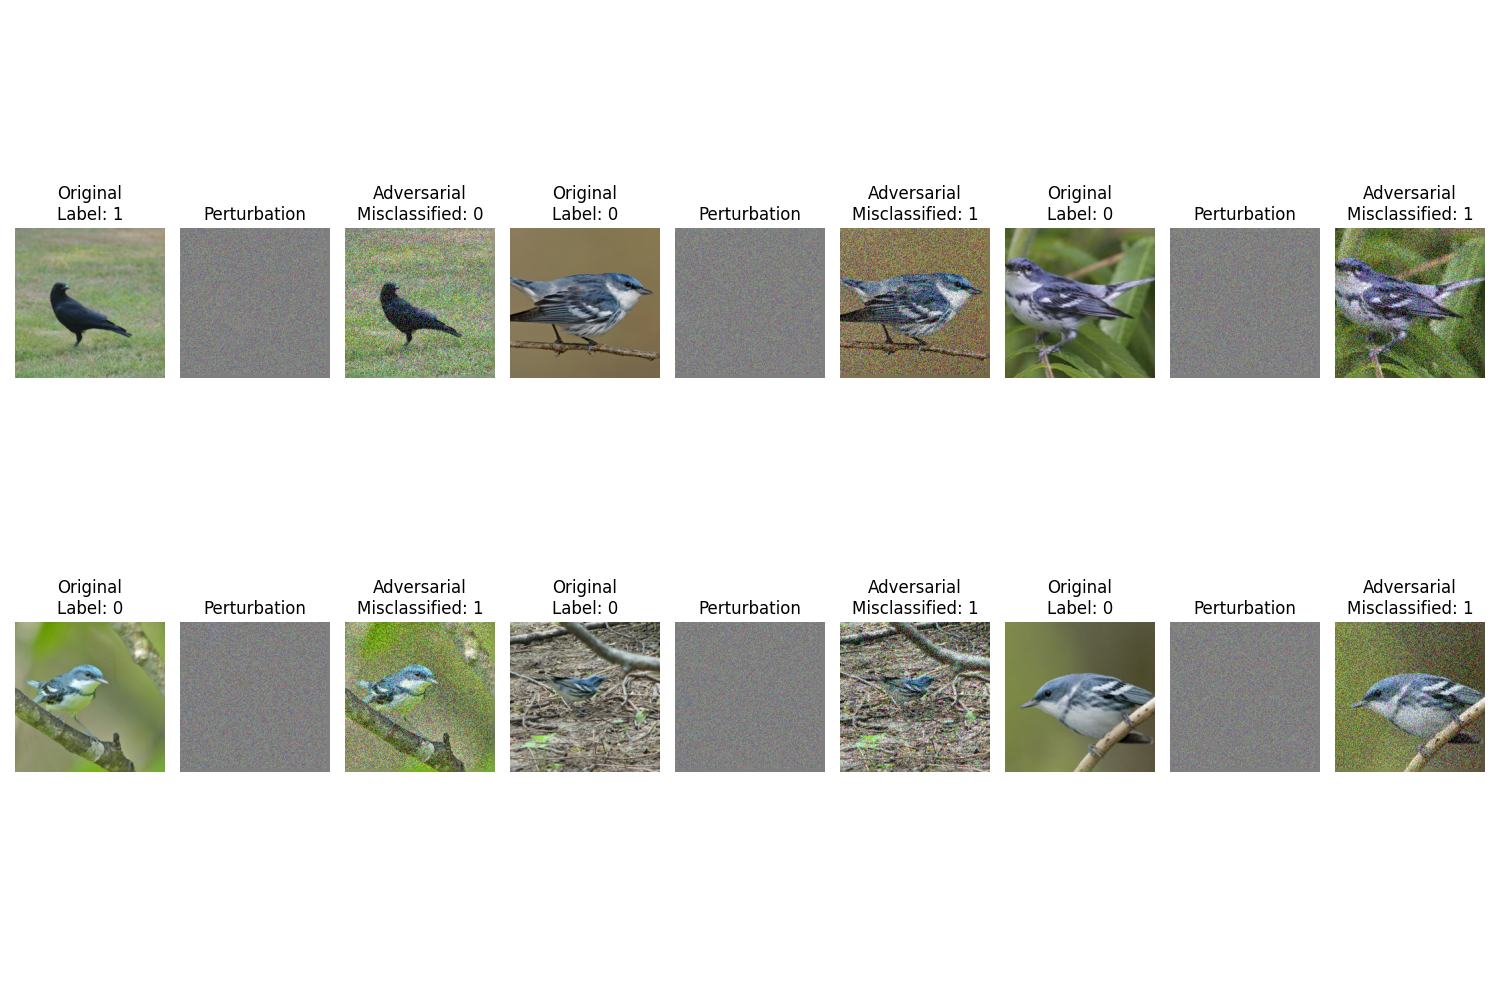 Original
Label: 1
Perturbation
Adversarial
Misclassified: 0
Original
Label: 0
Perturbation
Adversarial
Misclassified: 1
Original
Label: 0
Perturbation
Adversarial
Misclassified: 1
Original
Label: 0
Perturbation
Adversarial
Misclassified: 1
Original
Label: 0
Perturbation
Adversarial
Misclassified: 1
Original
Label: 0
Perturbation
Adversarial
Misclassified: 1